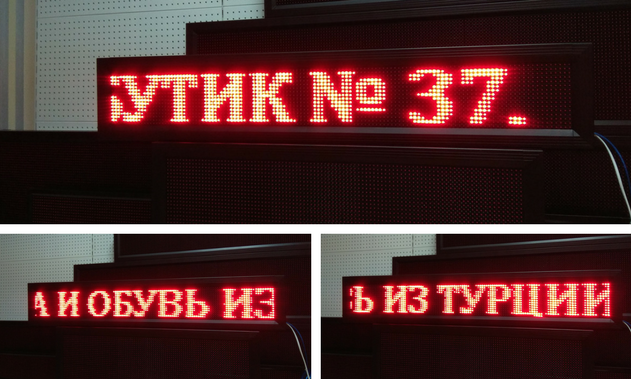 УТИК № 37.
А И ОБУВЬ ИЗ
Ь ИЗ ТУРЦИИ